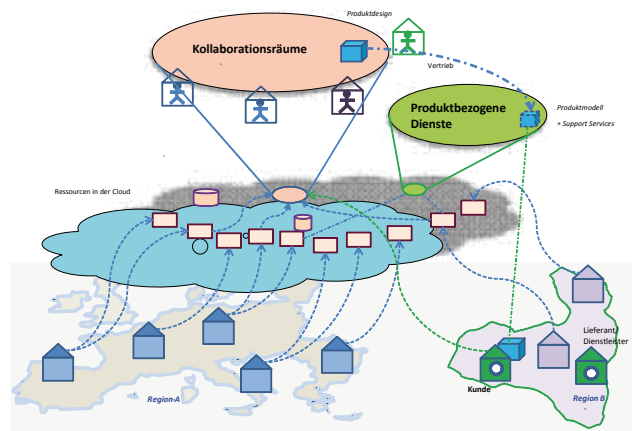 Produktdesign
Kollaborationsräume
Vertrieb
Produktbezogene
Dienste
Produktmodell
+ Support Services
Ressourcen in der Cloud
Lieferant/
Dienstleister
Kunde
Region-A
Region B